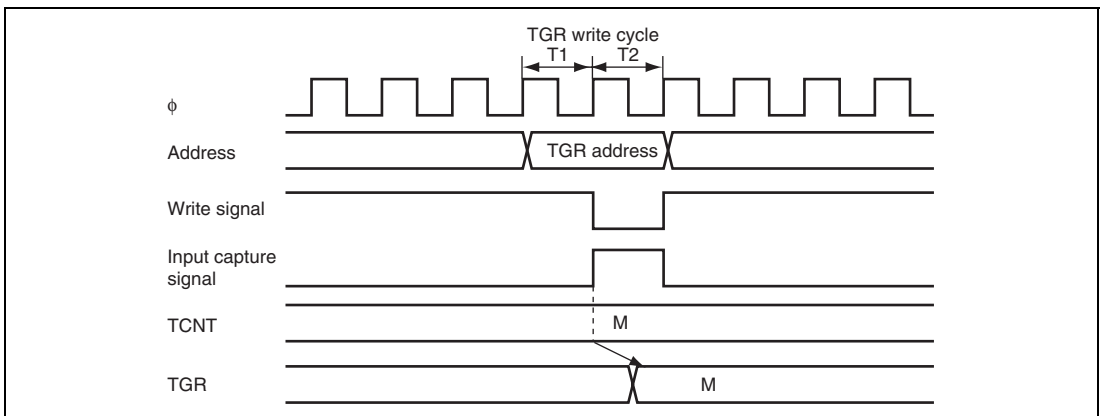 TGR write cycle
T1 T2
ϕ
Address
TGR address
Write signal
Input capture
signal
TCNT
M
TGR
M